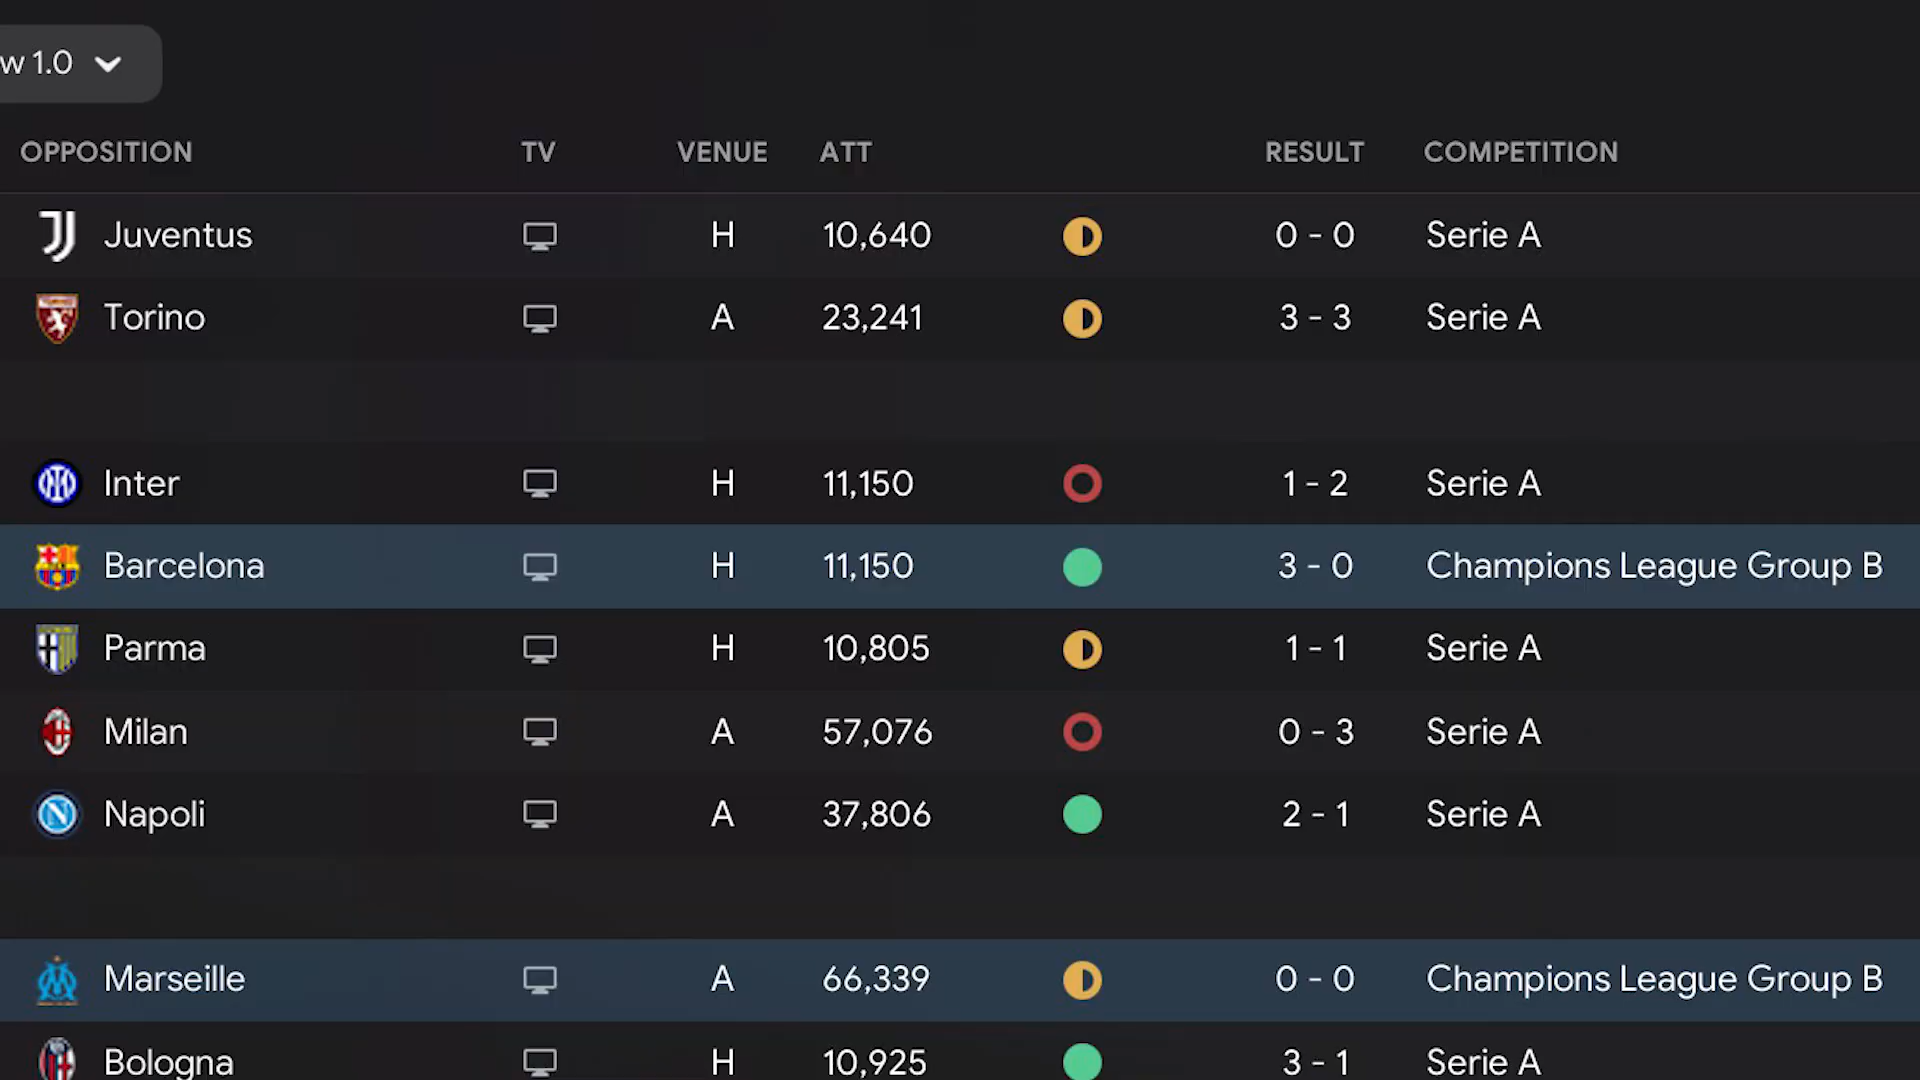 w 1.0
OPPOSITION TV VENUE ATT RESULT COMPETITION
Juventus H 10,640 0 - 0 Serie A
Torino A 23,241 3 - 3 Serie A
Inter H 11,150 1 - 2 Serie A
Barcelona H 11,150 3 - 0 Champions League Group B
Parma H 10,805 1 - 1 Serie A
Milan A 57,076 0 - 3 Serie A
Napoli A 37,806 2 - 1 Serie A
Marseille A 66,339 0 - 0 Champions League Group B
Bologna H 10,925 3 - 1 Serie A